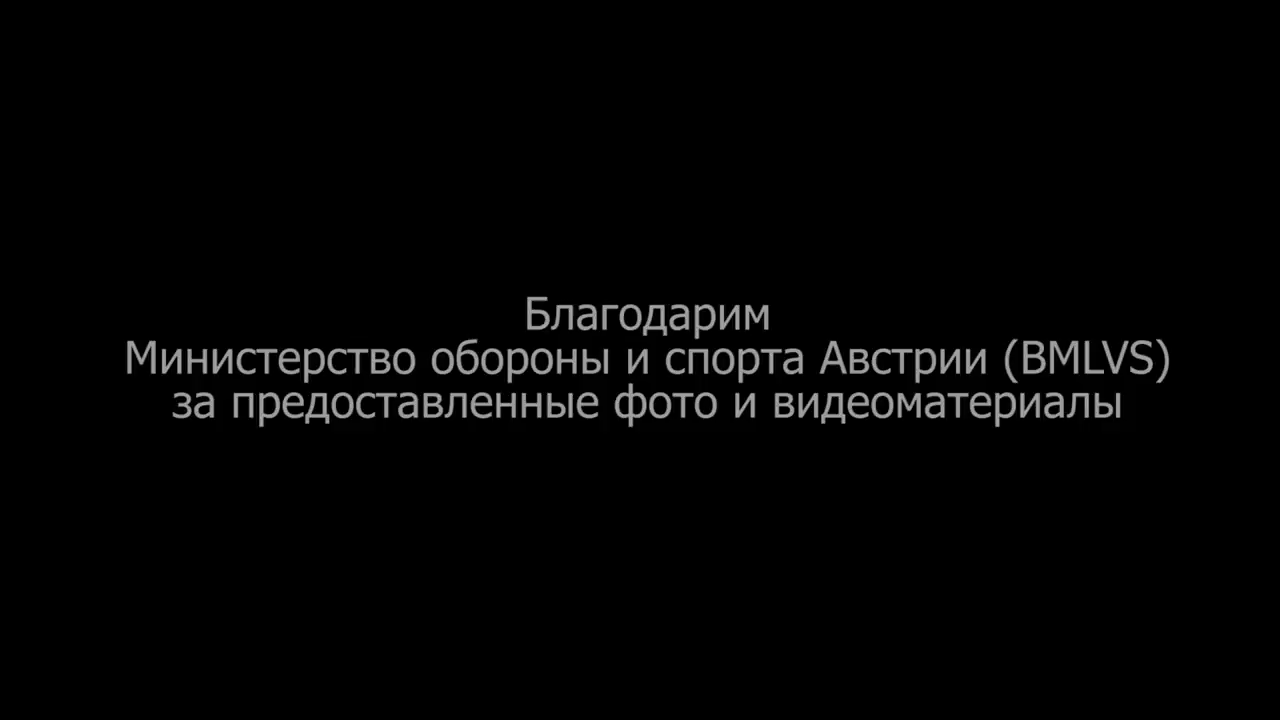 Благодарим
Министерство обороны и спорта Австрии (BMLVS)
за предоставленные фото и видеоматериалы